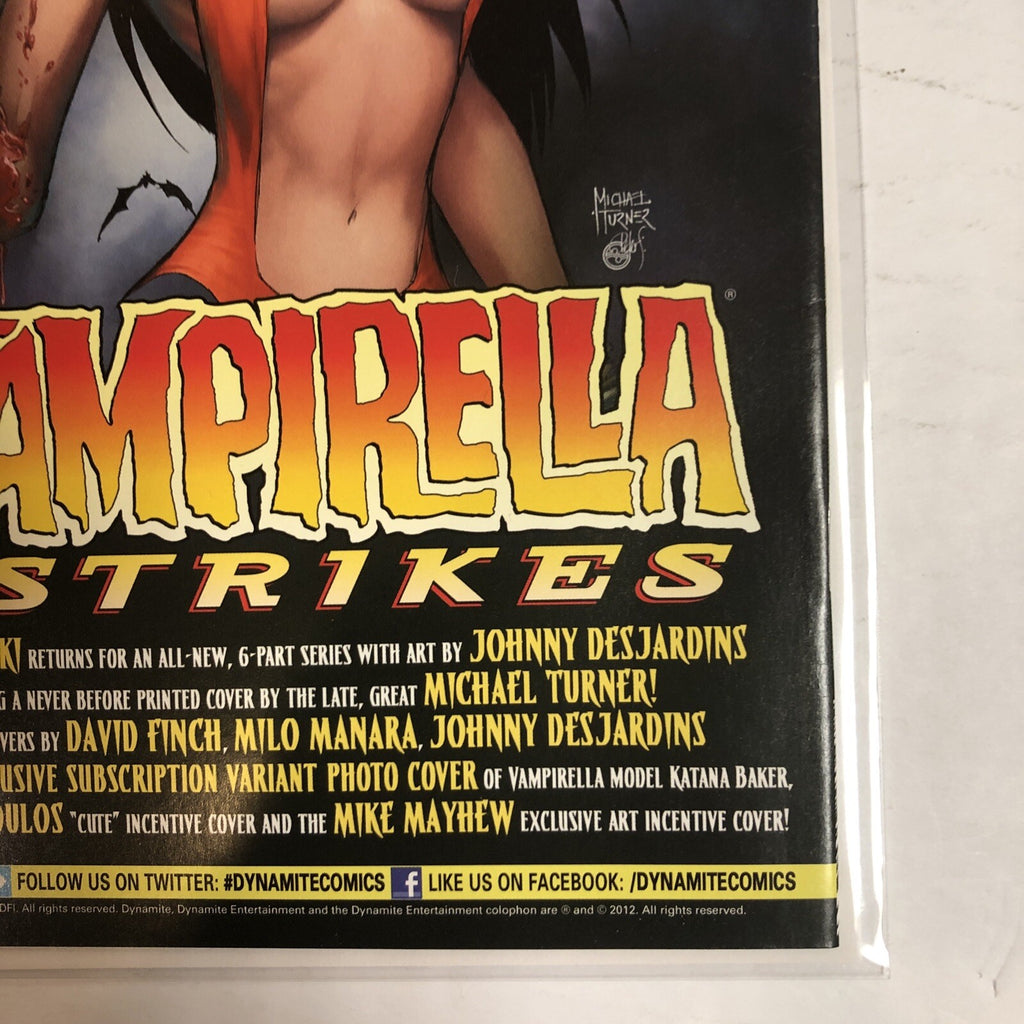 MICHAEL
TURNER
VAMPIRELLA ®
STRIKES
KI RETURNS FOR AN ALL-NEW, 6-PART SERIES WITH ART BY JOHNNY DESJARDINS
G A NEVER BEFORE PRINTED COVER BY THE LATE, GREAT MICHAEL TURNER!
VERS BY DAVID FINCH, MILO MANARA, JOHNNY DESJARDINS
USIVE SUBSCRIPTION VARIANT PHOTO COVER OF VAMPIRELLA MODEL KATANA BAKER,
OULOS "CUTE" INCENTIVE COVER AND THE MIKE MAYHEW EXCLUSIVE ART INCENTIVE COVER!
FOLLOW US ON TWITTER: #DYNAMITECOMICS f LIKE US ON FACEBOOK: /DYNAMITECOMICS
DFI. All rights reserved. Dynamite, Dynamite Entertainment and the Dynamite Entertainment colophon are ® and © 2012. All rights reserved.